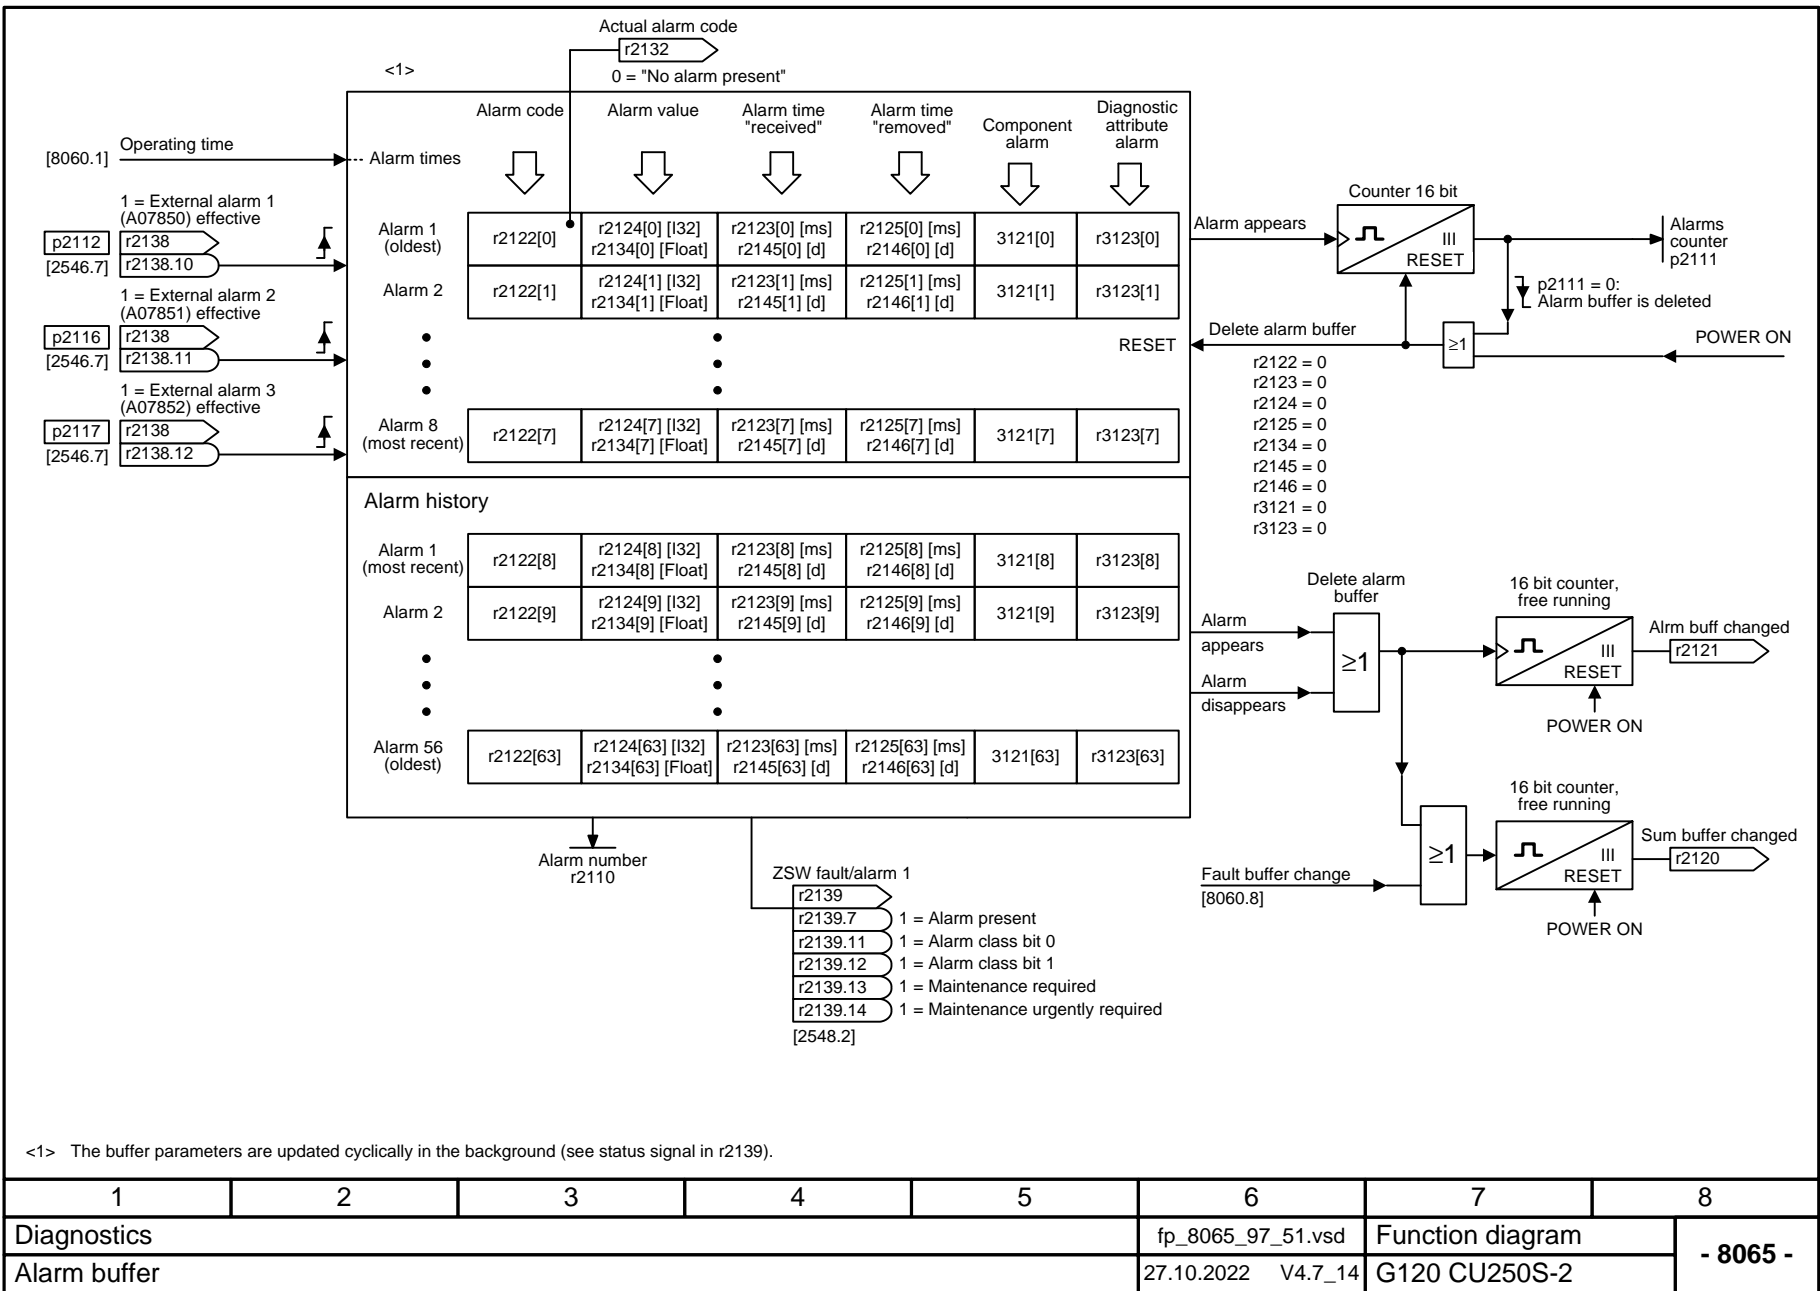 Actual alarm code
r2132
0 = "No alarm present"
<1>
Alarm code
Alarm value
Alarm time
"received"
Alarm time
"removed"
Component
alarm
Diagnostic
attribute
alarm
[8060.1]
Operating time
Alarm times
1 = External alarm 1
(A07850) effective
p2112
r2138
[2546.7]
r2138.10
1 = External alarm 2
(A07851) effective
p2116
r2138
[2546.7]
r2138.11
1 = External alarm 3
(A07852) effective
p2117
r2138
[2546.7]
r2138.12
Alarm 1
(oldest)
r2122[0]
r2124[0] [I32]
r2134[0] [Float]
r2123[0] [ms]
r2145[0] [d]
r2125[0] [ms]
r2146[0] [d]
3121[0]
r3123[0]
Alarm 2
r2122[1]
r2124[1] [I32]
r2134[1] [Float]
r2123[1] [ms]
r2145[1] [d]
r2125[1] [ms]
r2146[1] [d]
3121[1]
r3123[1]
RESET
Alarm 8
(most recent)
r2122[7]
r2124[7] [I32]
r2134[7] [Float]
r2123[7] [ms]
r2145[7] [d]
r2125[7] [ms]
r2146[7] [d]
3121[7]
r3123[7]
Alarm history
Alarm 1
(most recent)
r2122[8]
r2124[8] [I32]
r2134[8] [Float]
r2123[8] [ms]
r2145[8] [d]
r2125[8] [ms]
r2146[8] [d]
3121[8]
r3123[8]
Alarm 2
r2122[9]
r2124[9] [I32]
r2134[9] [Float]
r2123[9] [ms]
r2145[9] [d]
r2125[9] [ms]
r2146[9] [d]
3121[9]
r3123[9]
Alarm 56
(oldest)
r2122[63]
r2124[63] [I32]
r2134[63] [Float]
r2123[63] [ms]
r2145[63] [d]
r2125[63] [ms]
r2146[63] [d]
3121[63]
r3123[63]
Alarm appears
Counter 16 bit
III
RESET
Alarms
counter
p2111
p2111 = 0:
Alarm buffer is deleted
Delete alarm buffer
≥1
POWER ON
r2122 = 0
r2123 = 0
r2124 = 0
r2125 = 0
r2134 = 0
r2145 = 0
r2146 = 0
r3121 = 0
r3123 = 0
Delete alarm
buffer
Alarm
appears
Alarm
disappears
≥1
16 bit counter,
free running
III
RESET
POWER ON
Alrm buff changed
r2121
16 bit counter,
free running
≥1
III
RESET
POWER ON
Sum buffer changed
r2120
Fault buffer change
[8060.8]
Alarm number
r2110
ZSW fault/alarm 1
r2139
r2139.7 1 = Alarm present
r2139.11 1 = Alarm class bit 0
r2139.12 1 = Alarm class bit 1
r2139.13 1 = Maintenance required
r2139.14 1 = Maintenance urgently required
[2548.2]
<1> The buffer parameters are updated cyclically in the background (see status signal in r2139).
1 2 3 4 5 6 7 8
Diagnostics
fp_8065_97_51.vsd
Function diagram
- 8065 -
Alarm buffer
27.10.2022 V4.7_14
G120 CU250S-2